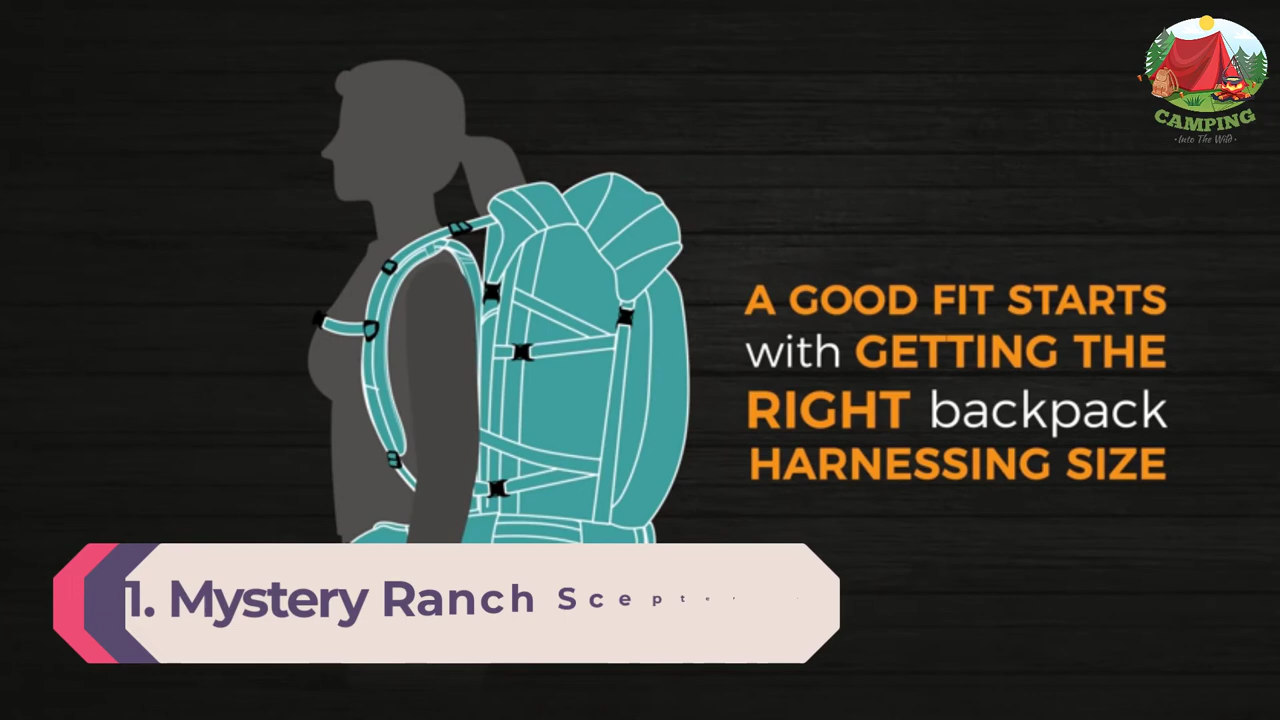 CAMPING
Into The Wild
A GOOD FIT STARTS
with GETTING THE
RIGHT backpack
HARNESSING SIZE
1. Mystery Ranch